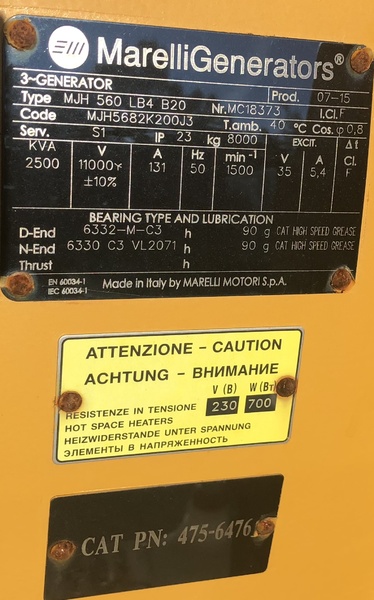 MarelliGenerators®
3~GENERATOR Prod. 07-15
Type MJH 560 LB4 B20 Nr. MC18373 I.Cl. F
Code MJH5682K200J3 T.amb. 40 °C Cos. φ 0,8
Serv. S1 IP 23 kg 8000 EXCIT. Δt
KVA V A Hz min⁻¹ V A Cl.
2500 11000Y 131 50 1500 35 5,4 F
±10%
BEARING TYPE AND LUBRICATION
D-End 6332-M-C3 h 90 g CAT HIGH SPEED GREASE
N-End 6330 C3 VL2071 h 90 g CAT HIGH SPEED GREASE
Thrust h
EN 60034-1
IEC 60034-1
Made in Italy by MARELLI MOTORI S.p.A.
ATTENZIONE - CAUTION
ACHTUNG - ВНИМАНИЕ
V (B) W (Вт)
RESISTENZE IN TENSIONE 230 700
HOT SPACE HEATERS
HEIZWIDERSTANDE UNTER SPANNUNG
ЭЛЕМЕНТЫ В НАПРЯЖЕННОСТЬ
CAT PN: 475-6476